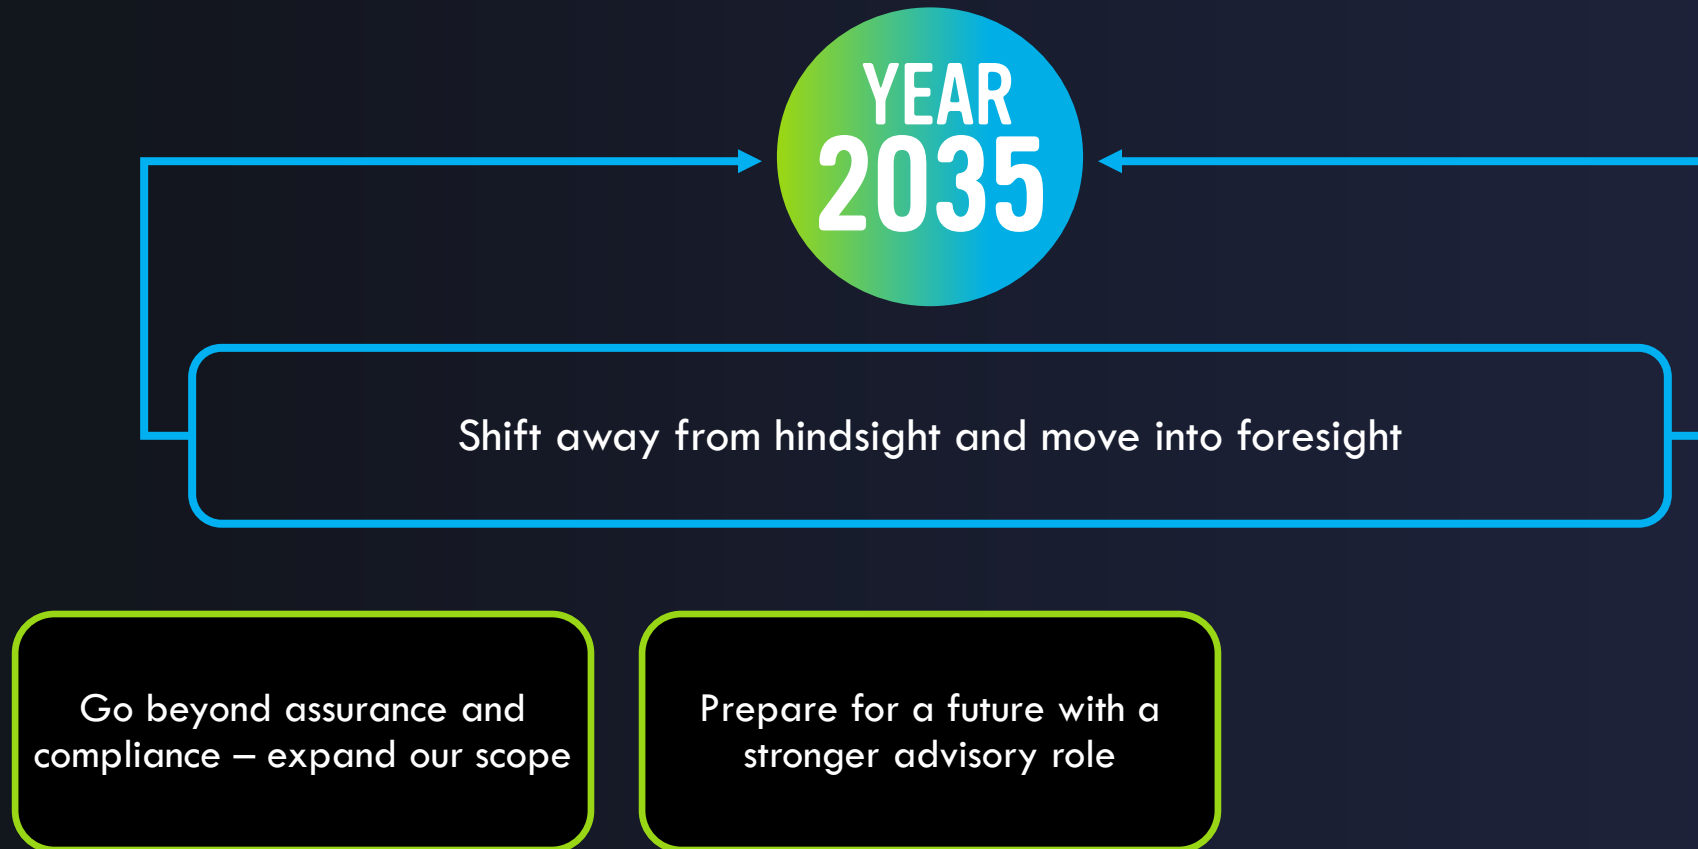 YEAR
2035
Shift away from hindsight and move into foresight
Go beyond assurance and
compliance – expand our scope
Prepare for a future with a
stronger advisory role